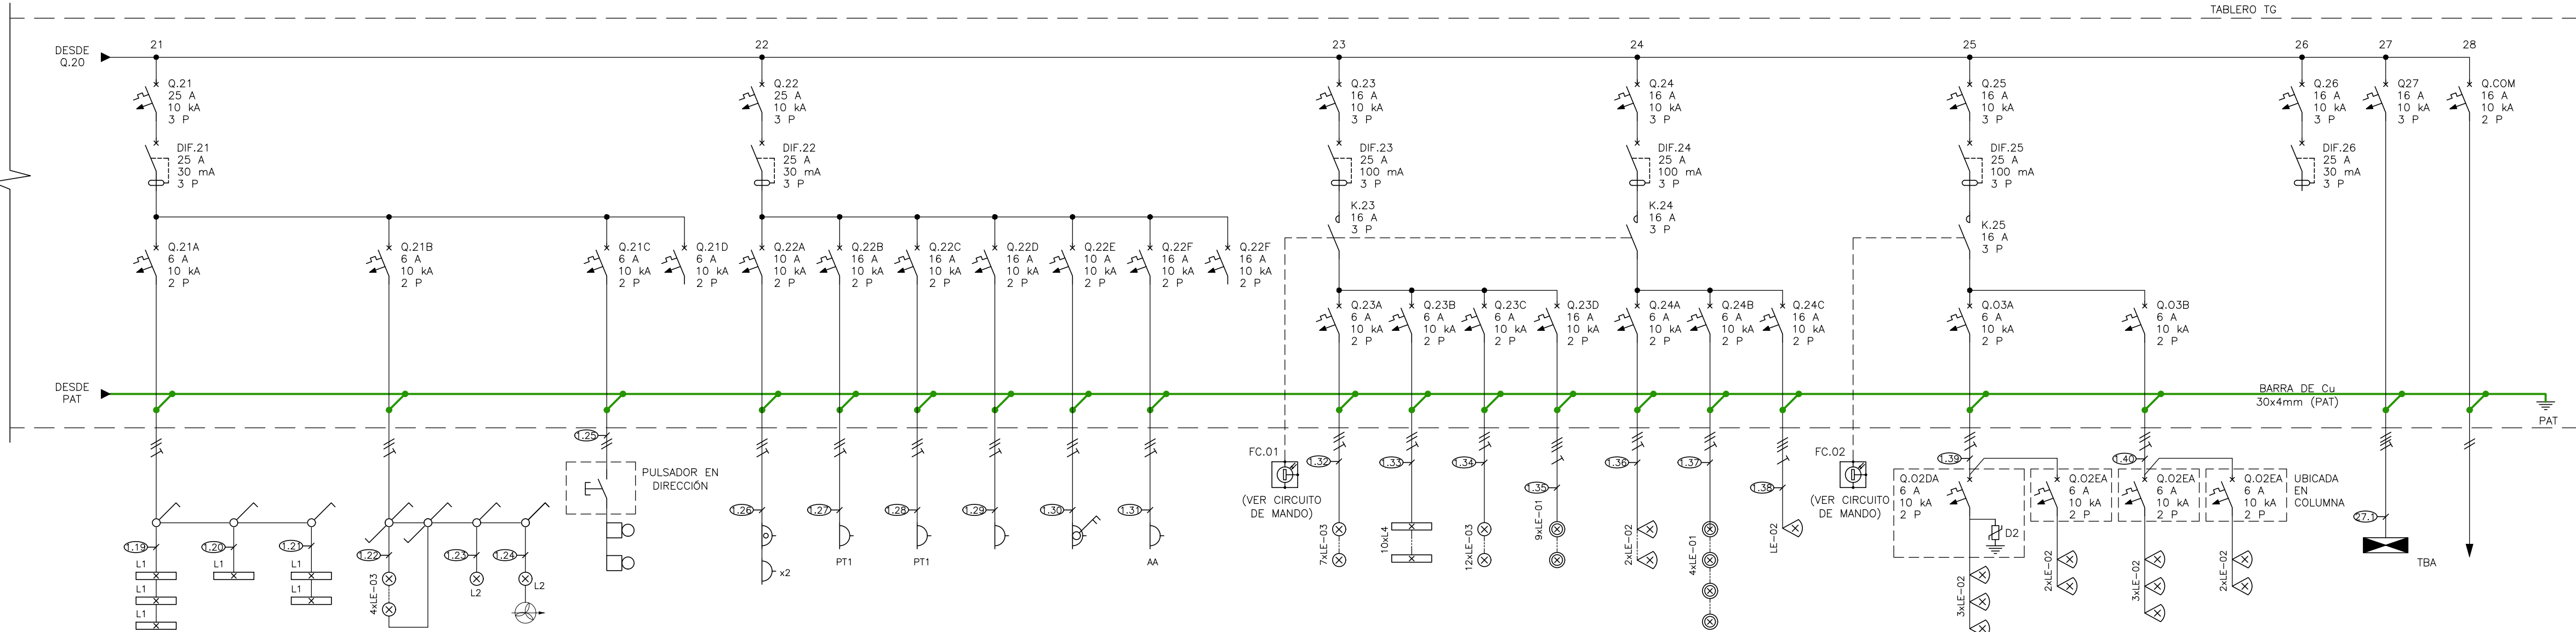 TABLERO TG
DESDE
Q.20
21
22
23
24
25
26
27
28
Q.21
25 A
10 kA
3 P
Q.22
25 A
10 kA
3 P
Q.23
16 A
10 kA
3 P
Q.24
16 A
10 kA
3 P
Q.25
16 A
10 kA
3 P
Q.26
16 A
10 kA
3 P
Q27
16 A
10 kA
3 P
Q.COM
16 A
10 kA
2 P
DIF.21
25 A
30 mA
3 P
DIF.22
25 A
30 mA
3 P
DIF.23
25 A
100 mA
3 P
DIF.24
25 A
100 mA
3 P
DIF.25
25 A
100 mA
3 P
DIF.26
25 A
30 mA
3 P
K.23
16 A
3 P
K.24
16 A
3 P
K.25
16 A
3 P
Q.21A
6 A
10 kA
2 P
Q.21B
6 A
10 kA
2 P
Q.21C
6 A
10 kA
2 P
Q.21D
6 A
10 kA
2 P
Q.22A
10 A
10 kA
2 P
Q.22B
16 A
10 kA
2 P
Q.22C
16 A
10 kA
2 P
Q.22D
16 A
10 kA
2 P
Q.22E
10 A
10 kA
2 P
Q.22F
16 A
10 kA
2 P
Q.22F
16 A
10 kA
2 P
Q.23A
6 A
10 kA
2 P
Q.23B
6 A
10 kA
2 P
Q.23C
6 A
10 kA
2 P
Q.23D
16 A
10 kA
2 P
Q.24A
6 A
10 kA
2 P
Q.24B
6 A
10 kA
2 P
Q.24C
16 A
10 kA
2 P
Q.03A
6 A
10 kA
2 P
Q.03B
6 A
10 kA
2 P
DESDE
PAT
BARRA DE Cu
30x4mm (PAT)
PAT
1.25
PULSADOR EN
DIRECCIÓN
FC.01
(VER CIRCUITO
DE MANDO)
FC.02
(VER CIRCUITO
DE MANDO)
1.32
1.33
1.34
1.35
1.36
1.37
1.38
1.39
1.40
Q.02DA
6 A
10 kA
2 P
D2
Q.02EA
6 A
10 kA
2 P
Q.02EA
6 A
10 kA
2 P
Q.02EA
6 A
10 kA
2 P
UBICADA
EN
COLUMNA
1.26
1.27
1.28
1.29
1.30
1.31
27.1
1.19
1.20
1.21
1.22
1.23
1.24
L1
L1
L1
L1
L1
L1
4xLE-03
L2
L2
x2
PT1
PT1
AA
7xLE-03
10xL4
12xLE-03
9xLE-01
2xLE-02
4xLE-01
LE-02
3xLE-02
2xLE-02
3xLE-02
2xLE-02
TBA